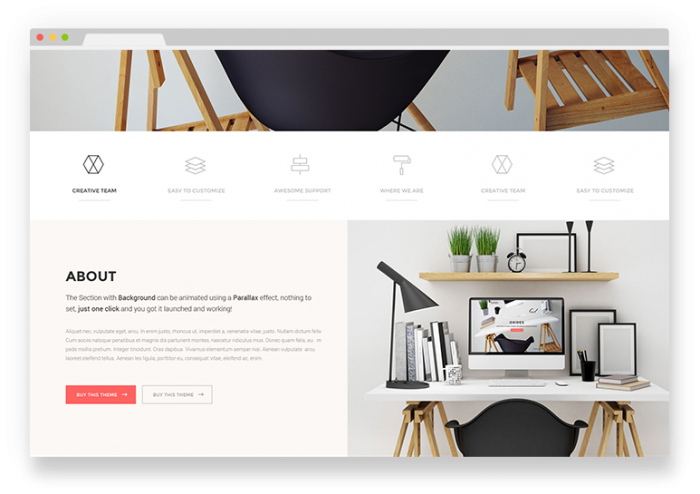 CREATIVE TEAM
EASY TO CUSTOMIZE
AWESOME SUPPORT
WHERE WE ARE
CREATIVE TEAM
EASY TO CUSTOMIZE
ABOUT
The Section with Background can be animated using a Parallax effect, nothing to
set, just one click and you got it launched and working!
Aliquet nec, vulputate eget, arcu. In enim justo, rhoncus ut, imperdiet a, venenatis vitae, justo. Nullam dictum felis
Cum sociis natoque penatibus et magnis dis parturient montes, nascetur ridiculus mus. Donec quam felis, eu
pede mollis pretium. Integer tincidunt. Cras dapibus. Vivamus elementum semper nisi. Aenean vulputate arcu
laoreet eleifend tellus. Aenean leo ligula, porttitor eu, consequat vitae, eleifend ac, enim.
BUY THIS THEME
BUY THIS THEME